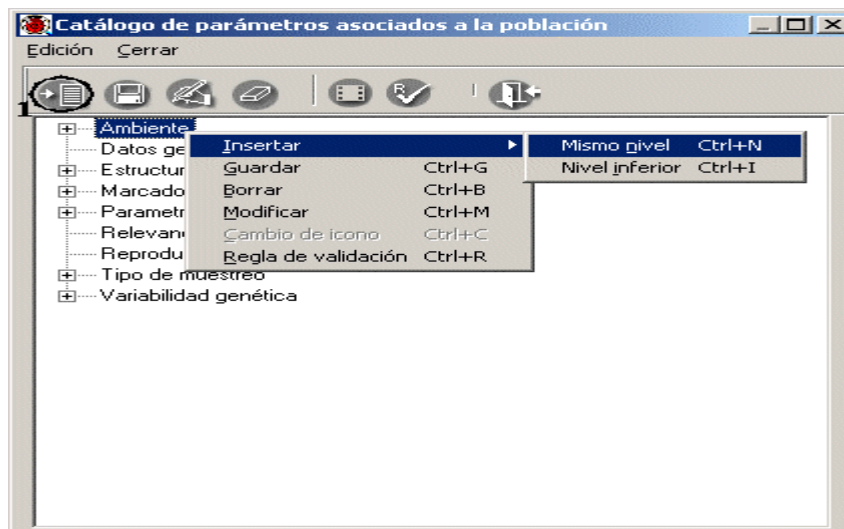 Catálogo de parámetros asociados a la población
Edición Cerrar
R
1
Ambiente
Datos ge
Estructur
Marcado
Parametr
Relevan
Reprodu
Tipo de muestreo
Variabilidad genética
Insertar
Guardar Ctrl+G
Borrar Ctrl+B
Modificar Ctrl+M
Cambio de icono Ctrl+C
Regla de validación Ctrl+R
Mismo nivel Ctrl+N
Nivel inferior Ctrl+I